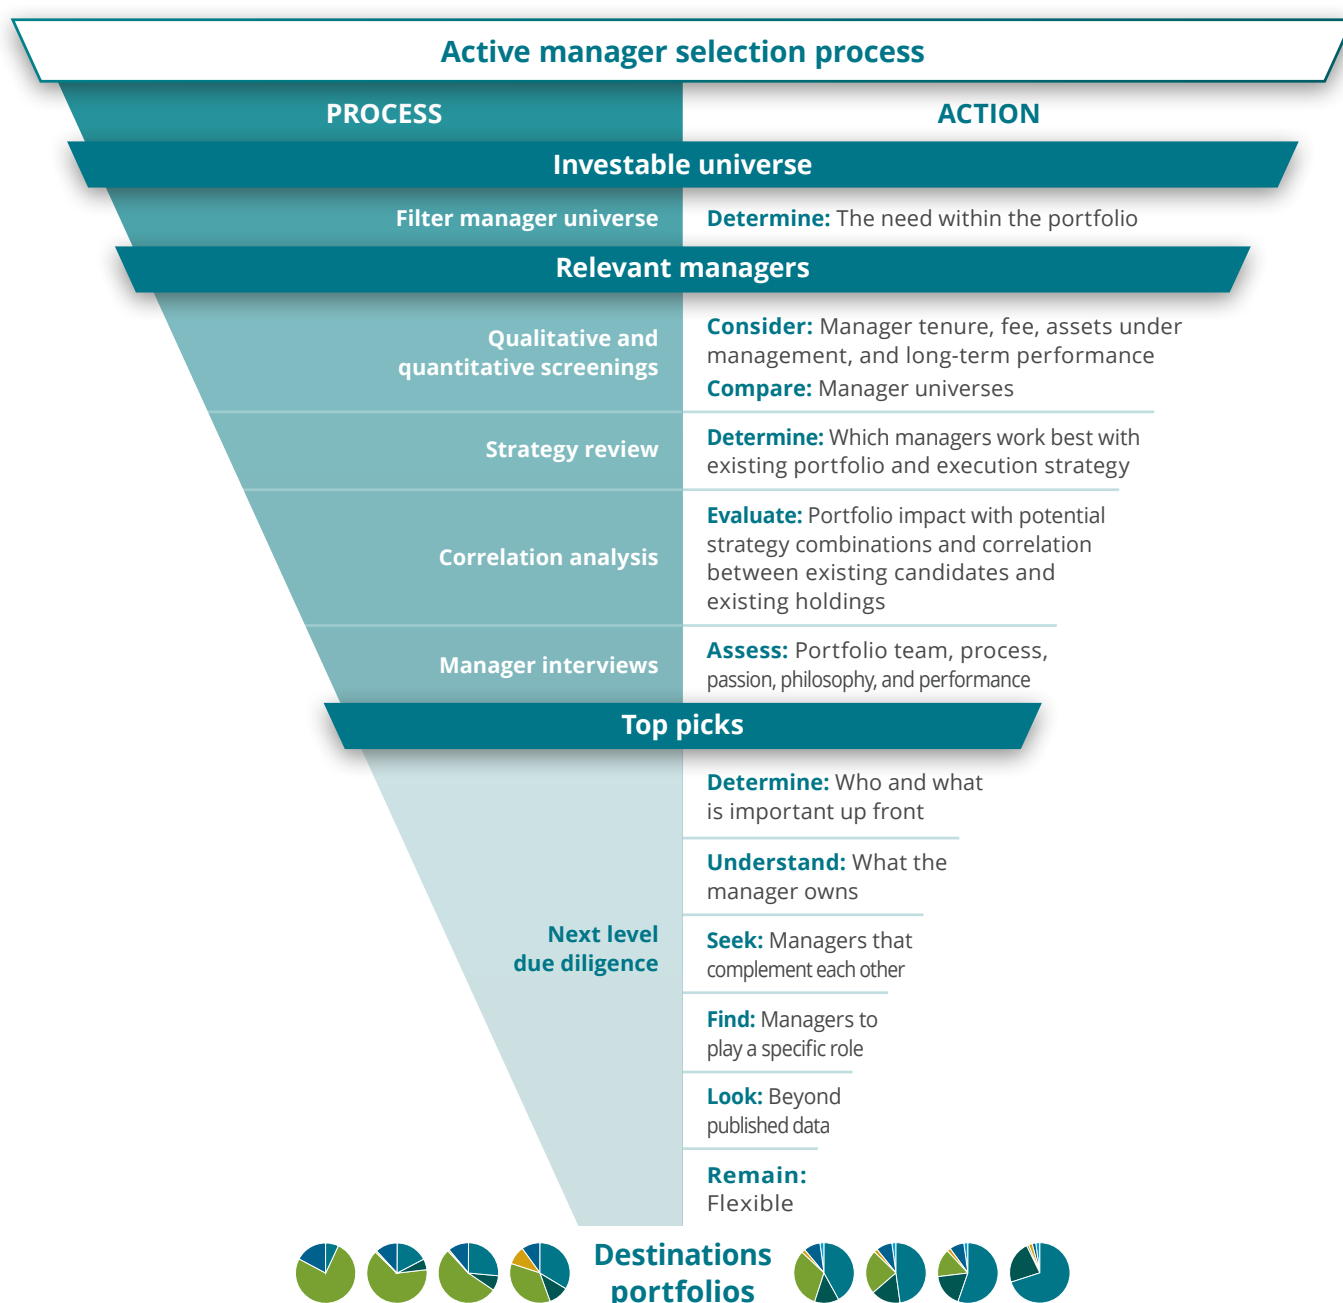 Active manager selection process
PROCESS
ACTION
Investable universe
Filter manager universe
Determine: The need within the portfolio
Relevant managers
Qualitative and
quantitative screenings
Consider: Manager tenure, fee, assets under
management, and long-term performance
Compare: Manager universes
Strategy review
Determine: Which managers work best with
existing portfolio and execution strategy
Correlation analysis
Evaluate: Portfolio impact with potential
strategy combinations and correlation
between existing candidates and
existing holdings
Manager interviews
Assess: Portfolio team, process,
passion, philosophy, and performance
Top picks
Next level
due diligence
Determine: Who and what
is important up front
Understand: What the
manager owns
Seek: Managers that
complement each other
Find: Managers to
play a specific role
Look: Beyond
published data
Remain:
Flexible
Destinations
portfolios